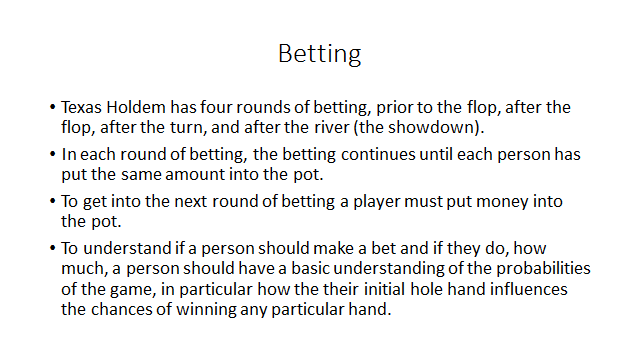 Betting
• Texas Holdem has four rounds of betting, prior to the flop, after the
flop, after the turn, and after the river (the showdown).
• In each round of betting, the betting continues until each person has
put the same amount into the pot.
• To get into the next round of betting a player must put money into
the pot.
• To understand if a person should make a bet and if they do, how
much, a person should have a basic understanding of the probabilities
of the game, in particular how the their initial hole hand influences
the chances of winning any particular hand.